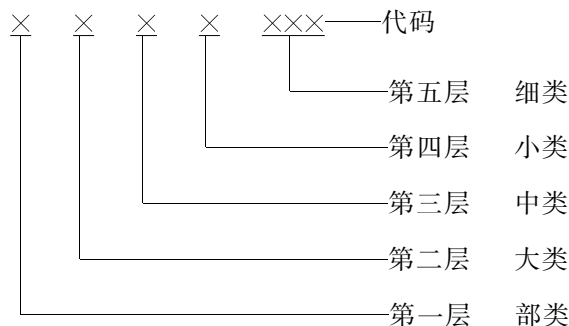 × × × × ××× 代码
第五层 细类
第四层 小类
第三层 中类
第二层 大类
第一层 部类